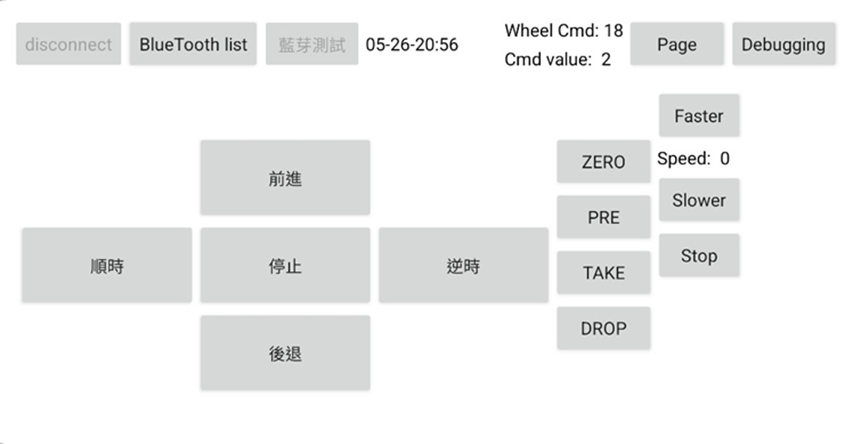 disconnect
BlueTooth list
藍芽測試
05-26-20:56
Wheel Cmd: 18
Cmd value: 2
Page
Debugging
Faster
前進
ZERO
Speed: 0
Slower
PRE
順時
停止
逆時
TAKE
Stop
DROP
後退